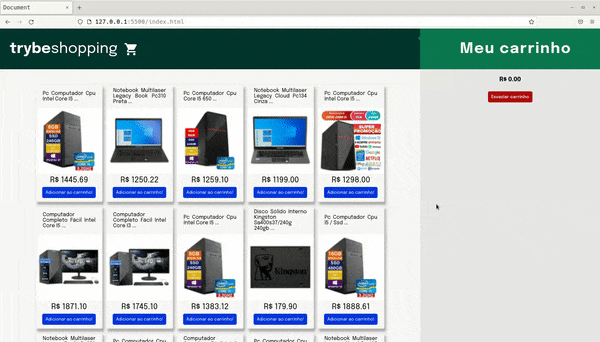 Document
127.0.0.1:5500/index.html
trybeshopping
Meu carrinho
R$ 0.00
Esvaziar carrinho
Pc Computador Cpu
Intel Core I5 ...
R$ 1445.69
Adicionar ao carrinho!
Notebook Multilaser
Legacy Book Pc310
Preta ...
R$ 1250.22
Adicionar ao carrinho!
Pc Computador Cpu
Intel Core I5 650 ...
R$ 1259.10
Adicionar ao carrinho!
Notebook Multilaser
Legacy Cloud Pc134
Cinza ...
R$ 1199.00
Adicionar ao carrinho!
Pc Computador Cpu
Intel Core I5 ...
SUPER
PROMOÇÃO
Google
NETFLIX
R$ 1298.00
Adicionar ao carrinho!
Computador
Completo Fácil Intel
Core I5 ...
R$ 1871.10
Adicionar ao carrinho!
Computador
Completo Fácil Intel
Core I3 ...
R$ 1745.10
Adicionar ao carrinho!
Pc Computador Cpu
Intel Core I5 ...
R$ 1383.12
Adicionar ao carrinho!
Disco Sólido Interno
Kingston
Sa400s37/240g
240gb ...
Kingston
R$ 179.90
Adicionar ao carrinho!
Pc Computador Cpu
I5 / Ssd ...
R$ 1888.61
Adicionar ao carrinho!
Notebook Multilaser
Pc Computador Cpu
Computador
Notebook Multilaser
Pc Computador Cpu